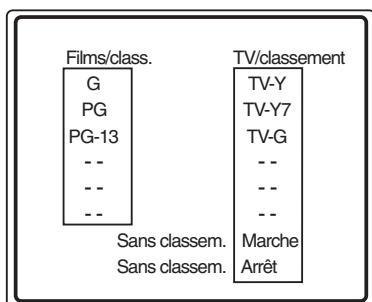 Films/class. TV/classement
G TV-Y
PG TV-Y7
PG-13 TV-G
- - - -
- - - -
- - - -
Sans classem. Marche
Sans classem. Arrêt